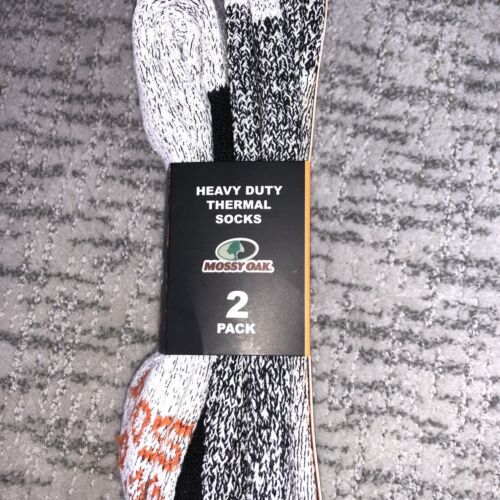 HEAVY DUTY
THERMAL
SOCKS
MOSSY OAK
2
PACK